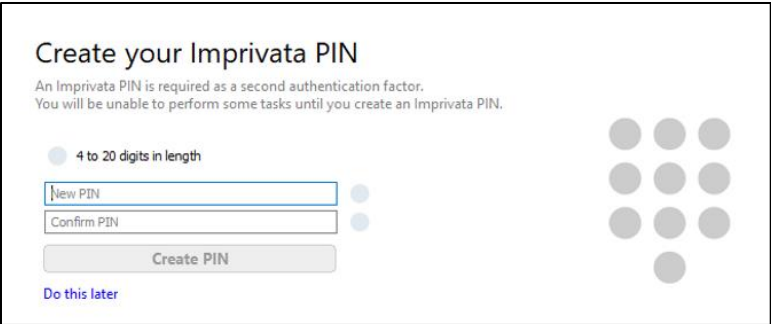 Create your Imprivata PIN
An Imprivata PIN is required as a second authentication factor.
You will be unable to perform some tasks until you create an Imprivata PIN.
4 to 20 digits in length
New PIN
Confirm PIN
Create PIN
Do this later